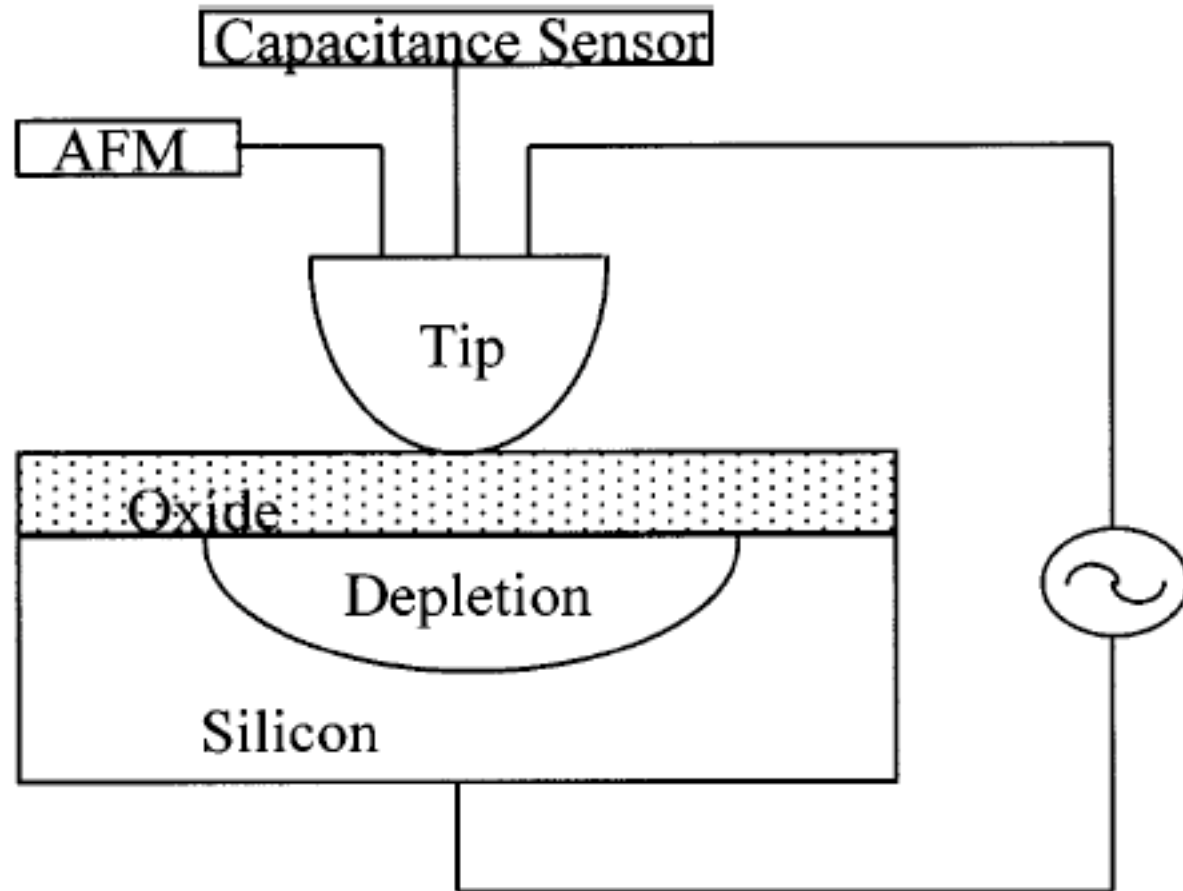 Capacitance Sensor
AFM
Tip
Oxide
Depletion
Silicon